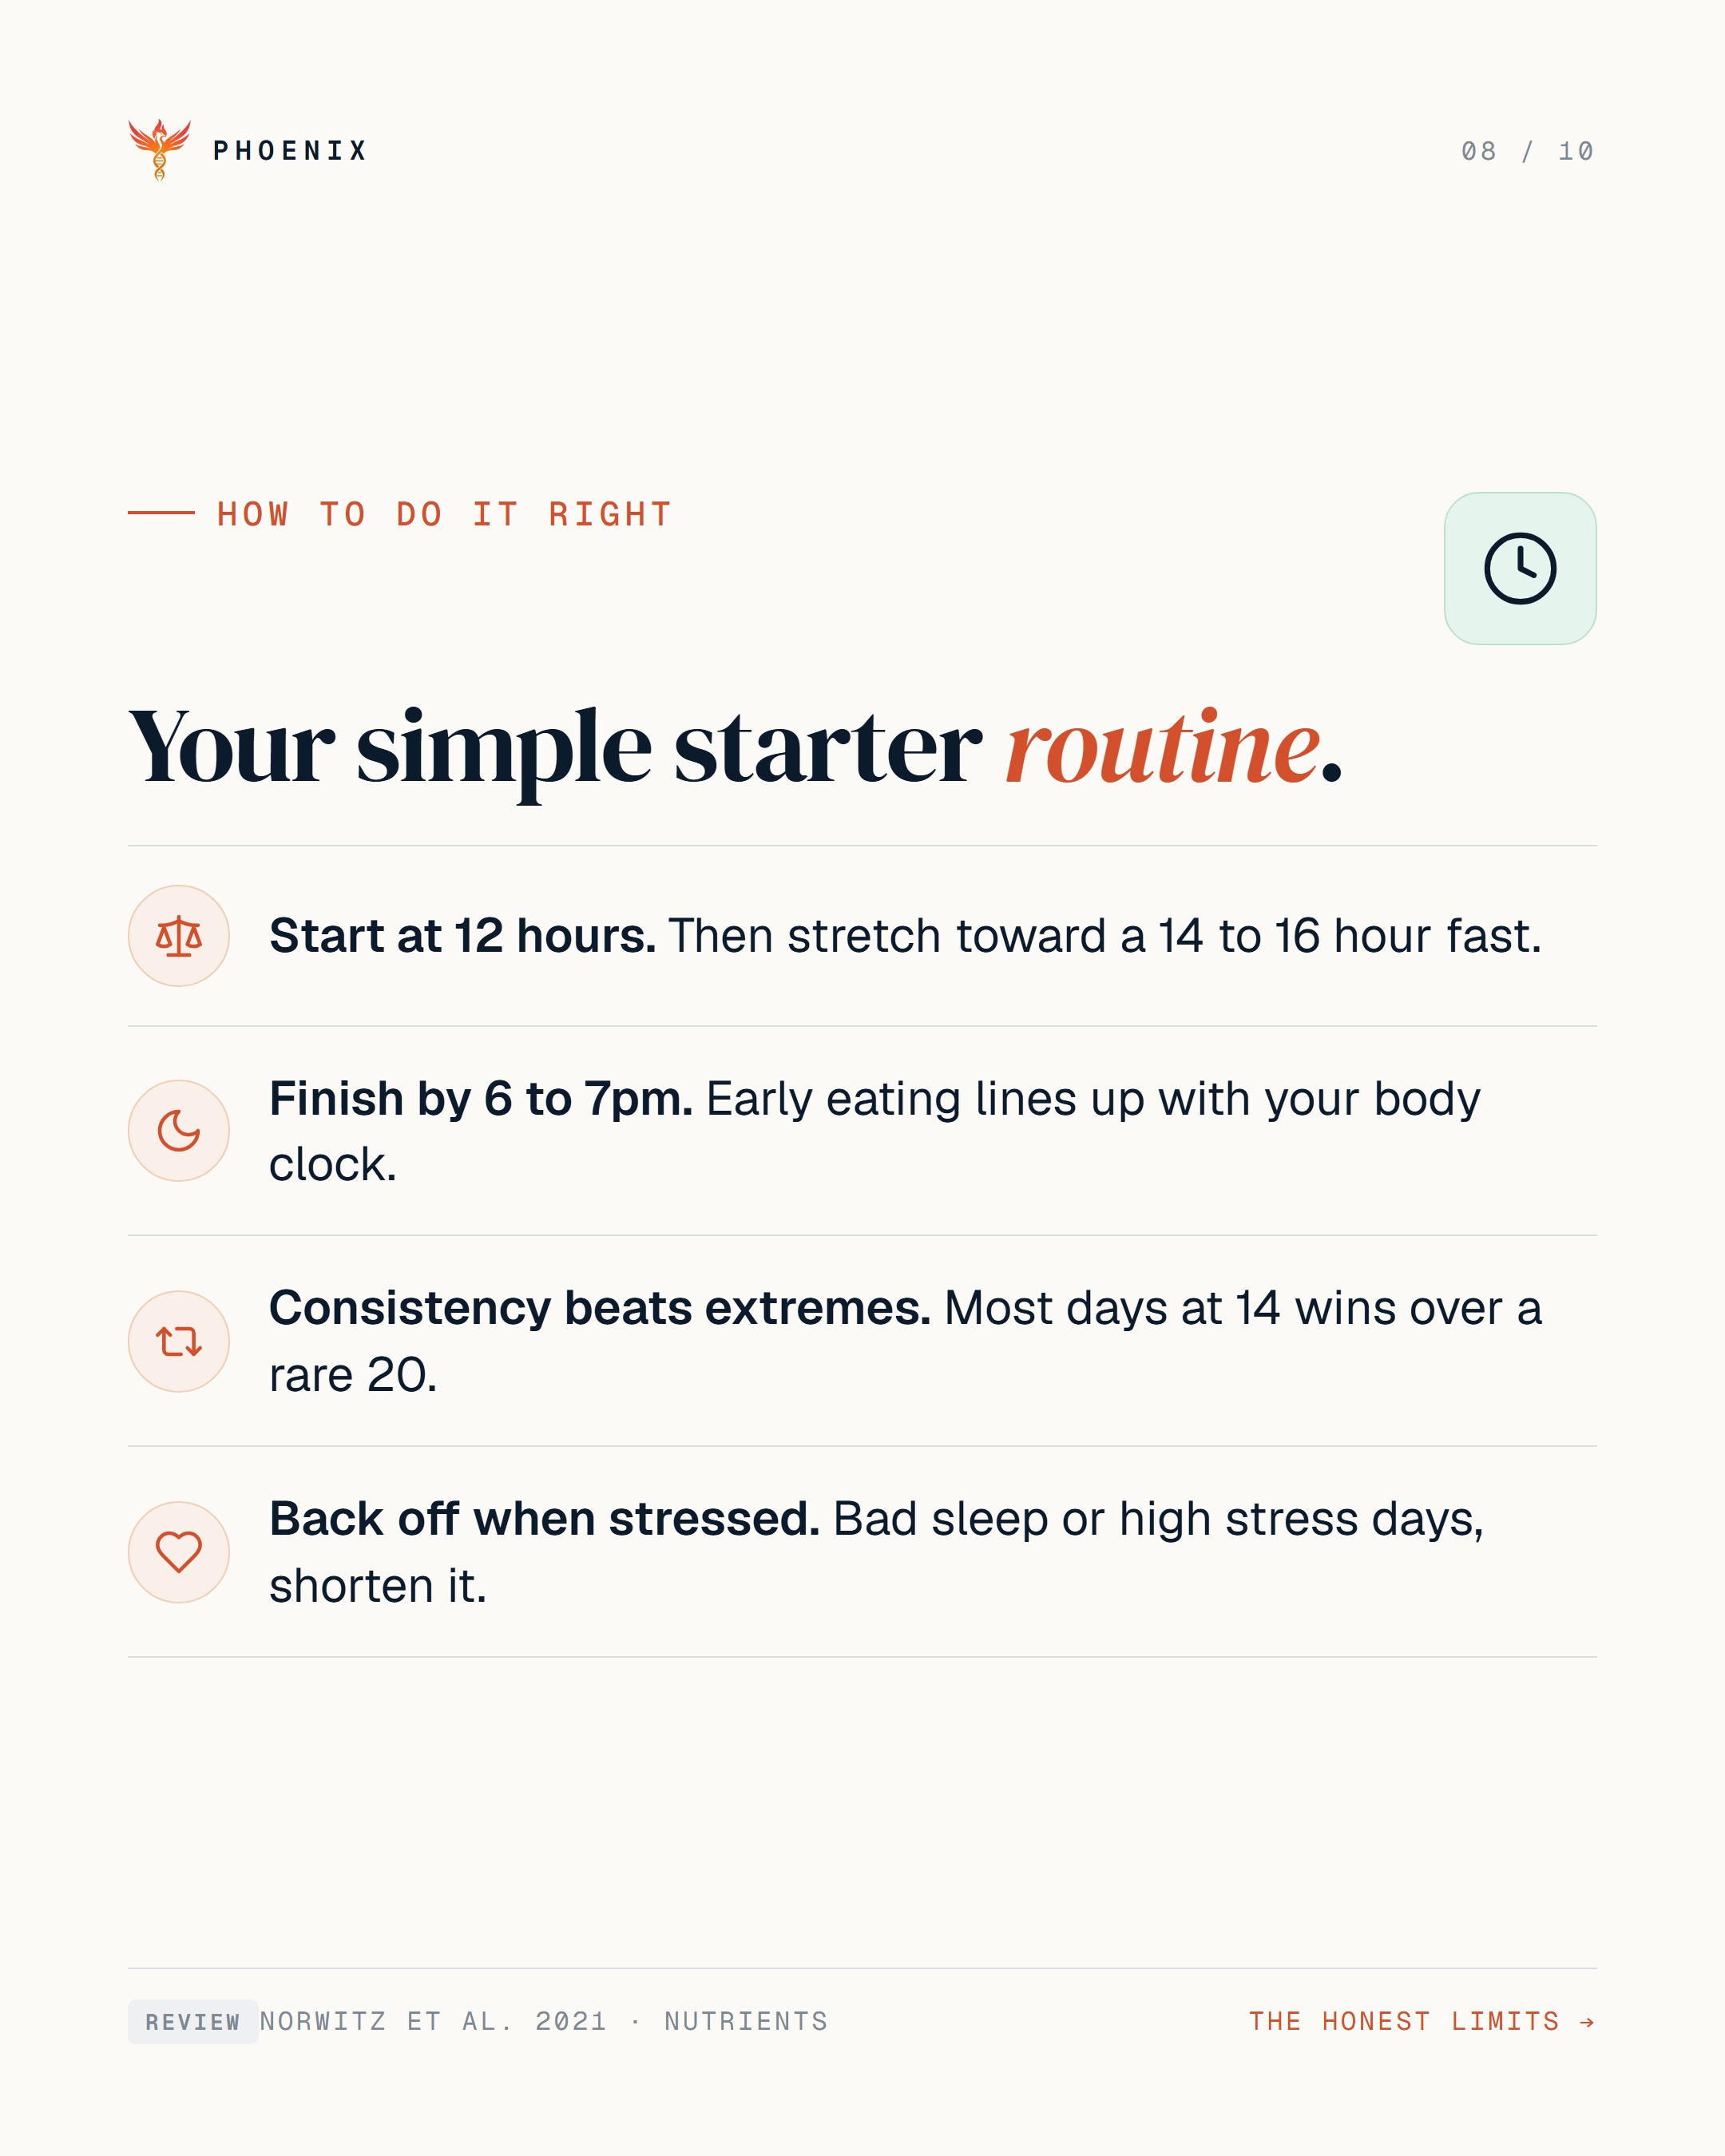 PHOENIX
08 / 10
HOW TO DO IT RIGHT
Your simple starter routine.
Start at 12 hours. Then stretch toward a 14 to 16 hour fast.
Finish by 6 to 7pm. Early eating lines up with your body
clock.
Consistency beats extremes. Most days at 14 wins over a
rare 20.
Back off when stressed. Bad sleep or high stress days,
shorten it.
REVIEW NORWITZ ET AL. 2021 · NUTRIENTS
THE HONEST LIMITS →